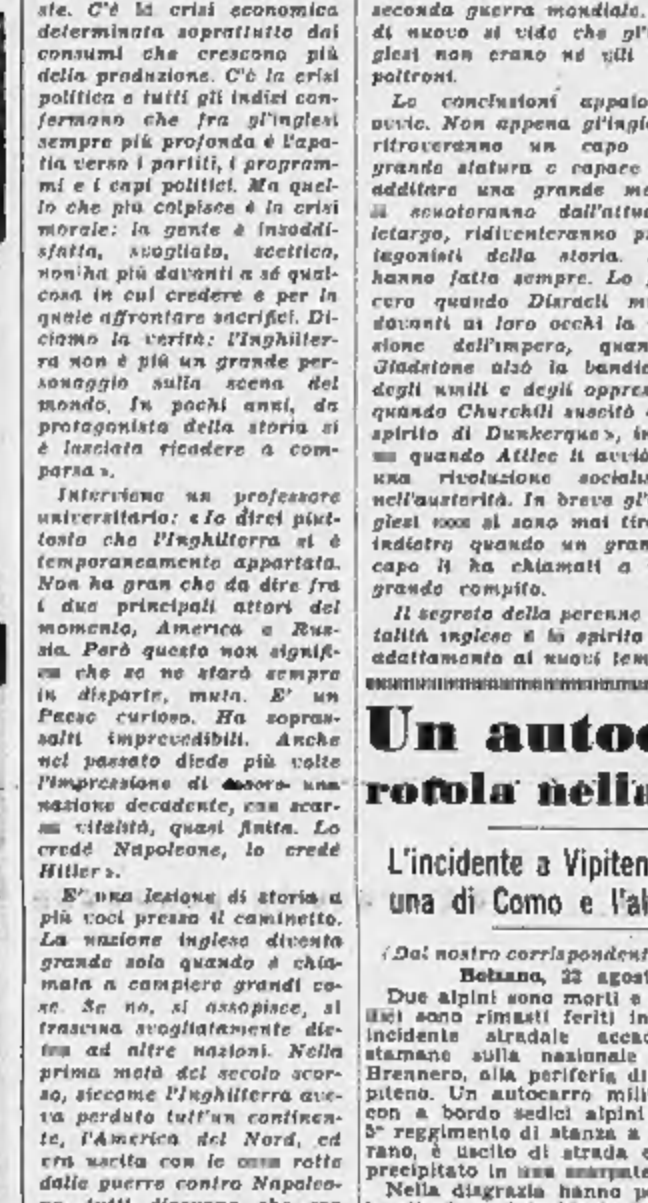 ste. C'è la crisi economica
determinata soprattutto dai
consumi che crescono più
della produzione. C'è la crisi
politica e tutti gli indizi con-
fermano che fra gl'inglesi
sempre più profonda è l'apa-
tia verso i partiti, i program-
mi e i capi politici. Ma quel-
lo che più colpisce è la crisi
morale: la gente è insoddi-
sfatta, svogliata, scettica,
non ha più davanti a sé qual-
cosa in cui credere e per la
quale affrontare sacrifici. Di-
ciamo la verità: l'Inghilter-
ra non è più un grande per-
sonaggio sulla scena del
mondo. In pochi anni, da
protagonista della storia si
è lasciata ricadere a com-
parsa ».
Interviene un professore
universitario: « Io direi piut-
tosto che l'Inghilterra si è
temporaneamente appartata.
Non ha gran che da dire fra
i due principali attori del
momento, America e Rus-
sia. Però questo non signifi-
ca che se ne starà sempre
in disparte, muta. E' un
Paese curioso. Ha sopras-
salti imprevedibili. Anche
nel passato diede più volte
l'impressione di essere una
nazione decadente, con scar-
sa vitalità, quasi finita. Lo
credé Napoleone, lo credé
Hitler ».
E' una lezione di storia a
più voci presso il caminetto.
La nazione inglese diventa
grande solo quando è chia-
mata a compiere grandi co-
se. Se no, si assopisce, si
trascina svogliatamente die-
tro ad altre nazioni. Nella
prima metà del secolo scor-
so, siccome l'Inghilterra ave-
va perduto tutt'un continen-
te, l'America del Nord, ed
era uscita con le ossa rotte
dalle guerre contro Napoleo-
seconda guerra mondiale.
di nuovo si vide che gl'
glesi non erano né vili
poltroni.
Le conclusioni appaio
ovvie. Non appena gl'ingle
ritroveranno un capo
grande statura e capace
additare una grande me
si scuoteranno dall'attua
letargo, ridiventeranno pr
tagonisti della storia.
hanno fatto sempre. Lo
cero quando Disraeli mi
davanti ai loro occhi la
sione dell'impero, quan
Gladstone alzò la bandie
degli umili e degli oppres
quando Churchill suscitò
spirito di Dunkerque », in
ne quando Attlee li avviò
una rivoluzione socialis
nell'austerità. In breve gl'
glesi non si sono mai tira
indietro quando un gran
capo li ha chiamati a
grande compito.
Il segreto della perenne
talità inglese è lo spirito
adattamento ai nuovi tem
Un autoc
rotola nella
L'incidente a Vipiten
una di Como e l'al
(Dal nostro corrispondent
Bolzano, 22 agost
Due alpini sono morti e
dici sono rimasti feriti in
incidente stradale accad
stamane sulla nazionale
Brennero, alla periferia di
piteno. Un autocarro mili
con a bordo sedici alpini
5° reggimento di stanza a
rano, è uscito di strada e
precipitato in una scarpate
Nella disgrazia hanno pe